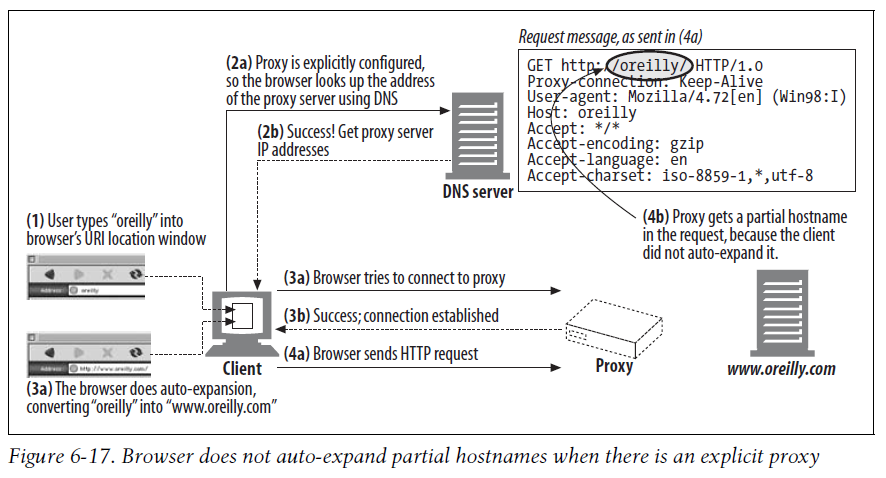 Request message, as sent in (4a)
GET http://oreilly/ HTTP/1.0
Proxy-connection: Keep-Alive
User-agent: Mozilla/4.72[en] (Win98:I)
Host: oreilly
Accept: */*
Accept-encoding: gzip
Accept-language: en
Accept-charset: iso-8859-1,*,utf-8
(2a) Proxy is explicitly configured,
so the browser looks up the address
of the proxy server using DNS
(2b) Success! Get proxy server
IP addresses
DNS server
(4b) Proxy gets a partial hostname
in the request, because the client
did not auto-expand it.
(1) User types “oreilly” into
browser’s URI location window
Address
oreilly
Address
http://www.oreilly.com/
(3a) The browser does auto-expansion,
converting “oreilly” into “www.oreilly.com”
Client
(3a) Browser tries to connect to proxy
(3b) Success; connection established
(4a) Browser sends HTTP request
Proxy
www.oreilly.com
Figure 6-17. Browser does not auto-expand partial hostnames when there is an explicit proxy